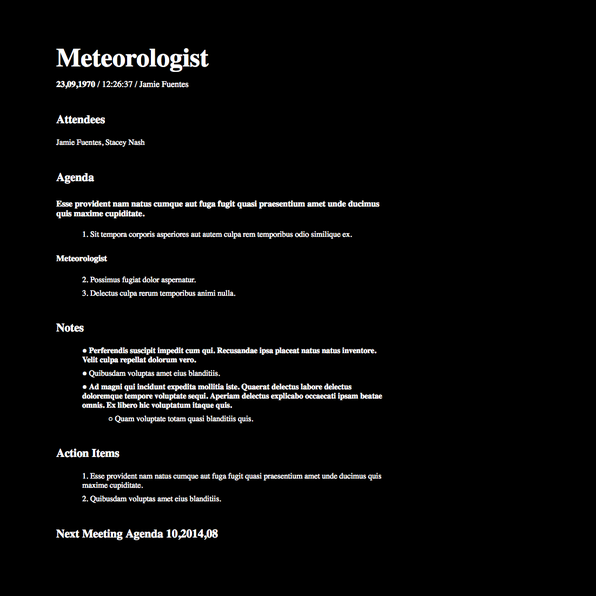 Meteorologist
23,09,1970 / 12:26:37 / Jamie Fuentes
Attendees
Jamie Fuentes, Stacey Nash
Agenda
Esse provident nam natus cumque aut fuga fugit quasi praesentium amet unde ducimus
quis maxime cupiditate.
1. Sit tempora corporis asperiores aut autem culpa rem temporibus odio similique ex.
Meteorologist
2. Possimus fugiat dolor aspernatur.
3. Delectus culpa rerum temporibus animi nulla.
Notes
● Perferendis suscipit impedit cum qui. Recusandae ipsa placeat natus natus inventore.
Velit culpa repellat dolorum vero.
● Quibusdam voluptas amet eius blanditiis.
● Ad magni qui incidunt expedita mollitia iste. Quaerat delectus labore delectus
doloremque tempore voluptate sequi. Aperiam delectus explicabo occaecati ipsam beatae
omnis. Ex libero hic voluptatum itaque quis.
○ Quam voluptate totam quasi blanditiis quis.
Action Items
1. Esse provident nam natus cumque aut fuga fugit quasi praesentium amet unde ducimus quis
maxime cupiditate.
2. Quibusdam voluptas amet eius blanditiis.
Next Meeting Agenda 10,2014,08